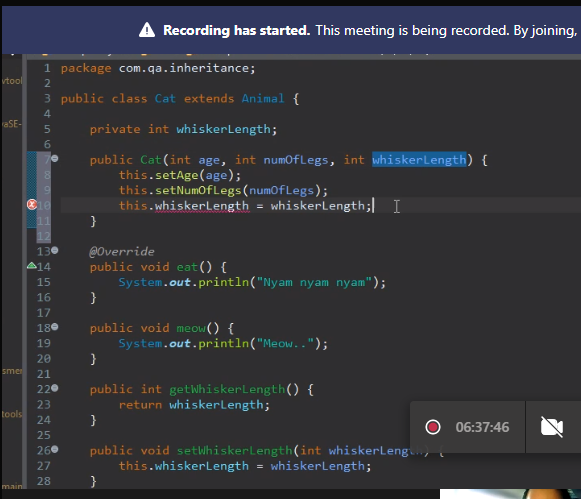 Recording has started. This meeting is being recorded. By joining,
1 package com.qa.inheritance;
2
3 public class Cat extends Animal {
4
5 private int whiskerLength;
6
7 public Cat(int age, int numOfLegs, int whiskerLength) {
8 this.setAge(age);
9 this.setNumOfLegs(numOfLegs);
10 this.whiskerLength = whiskerLength;
11 }
12
13 @Override
14 public void eat() {
15 System.out.println("Nyam nyam nyam");
16 }
17
18 public void meow() {
19 System.out.println("Meow..");
20 }
21
22 public int getWhiskerLength() {
23 return whiskerLength;
24 }
25
26 public void setWhiskerLength(int whiskerLength) {
27 this.whiskerLength = whiskerLength;
28 }
vtool
vaSE-
smer
tools
main
06:37:46